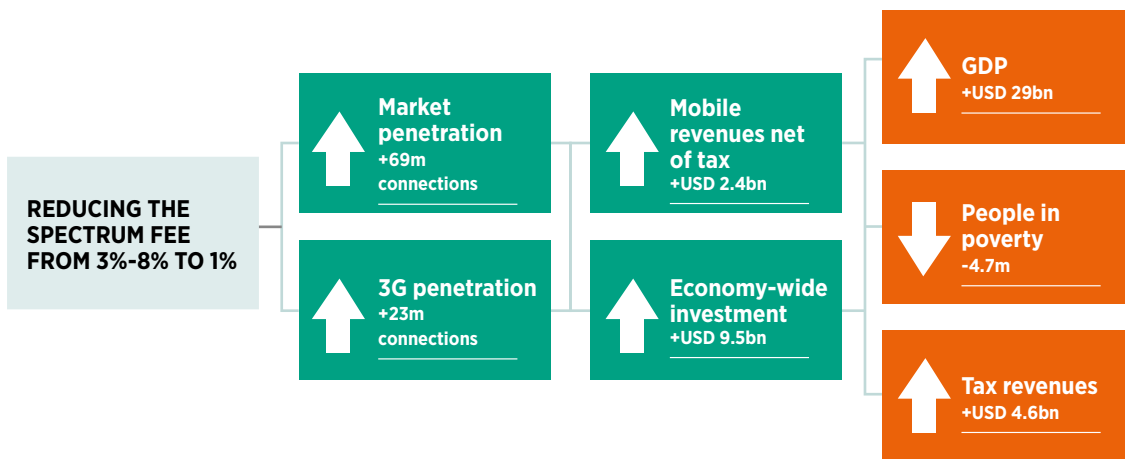 REDUCING THE
SPECTRUM FEE
FROM 3%-8% TO 1%
Market
penetration
+69m
connections
3G penetration
+23m
connections
Mobile
revenues net
of tax
+USD 2.4bn
Economy-wide
investment
+USD 9.5bn
GDP
+USD 29bn
People in
poverty
-4.7m
Tax revenues
+USD 4.6bn